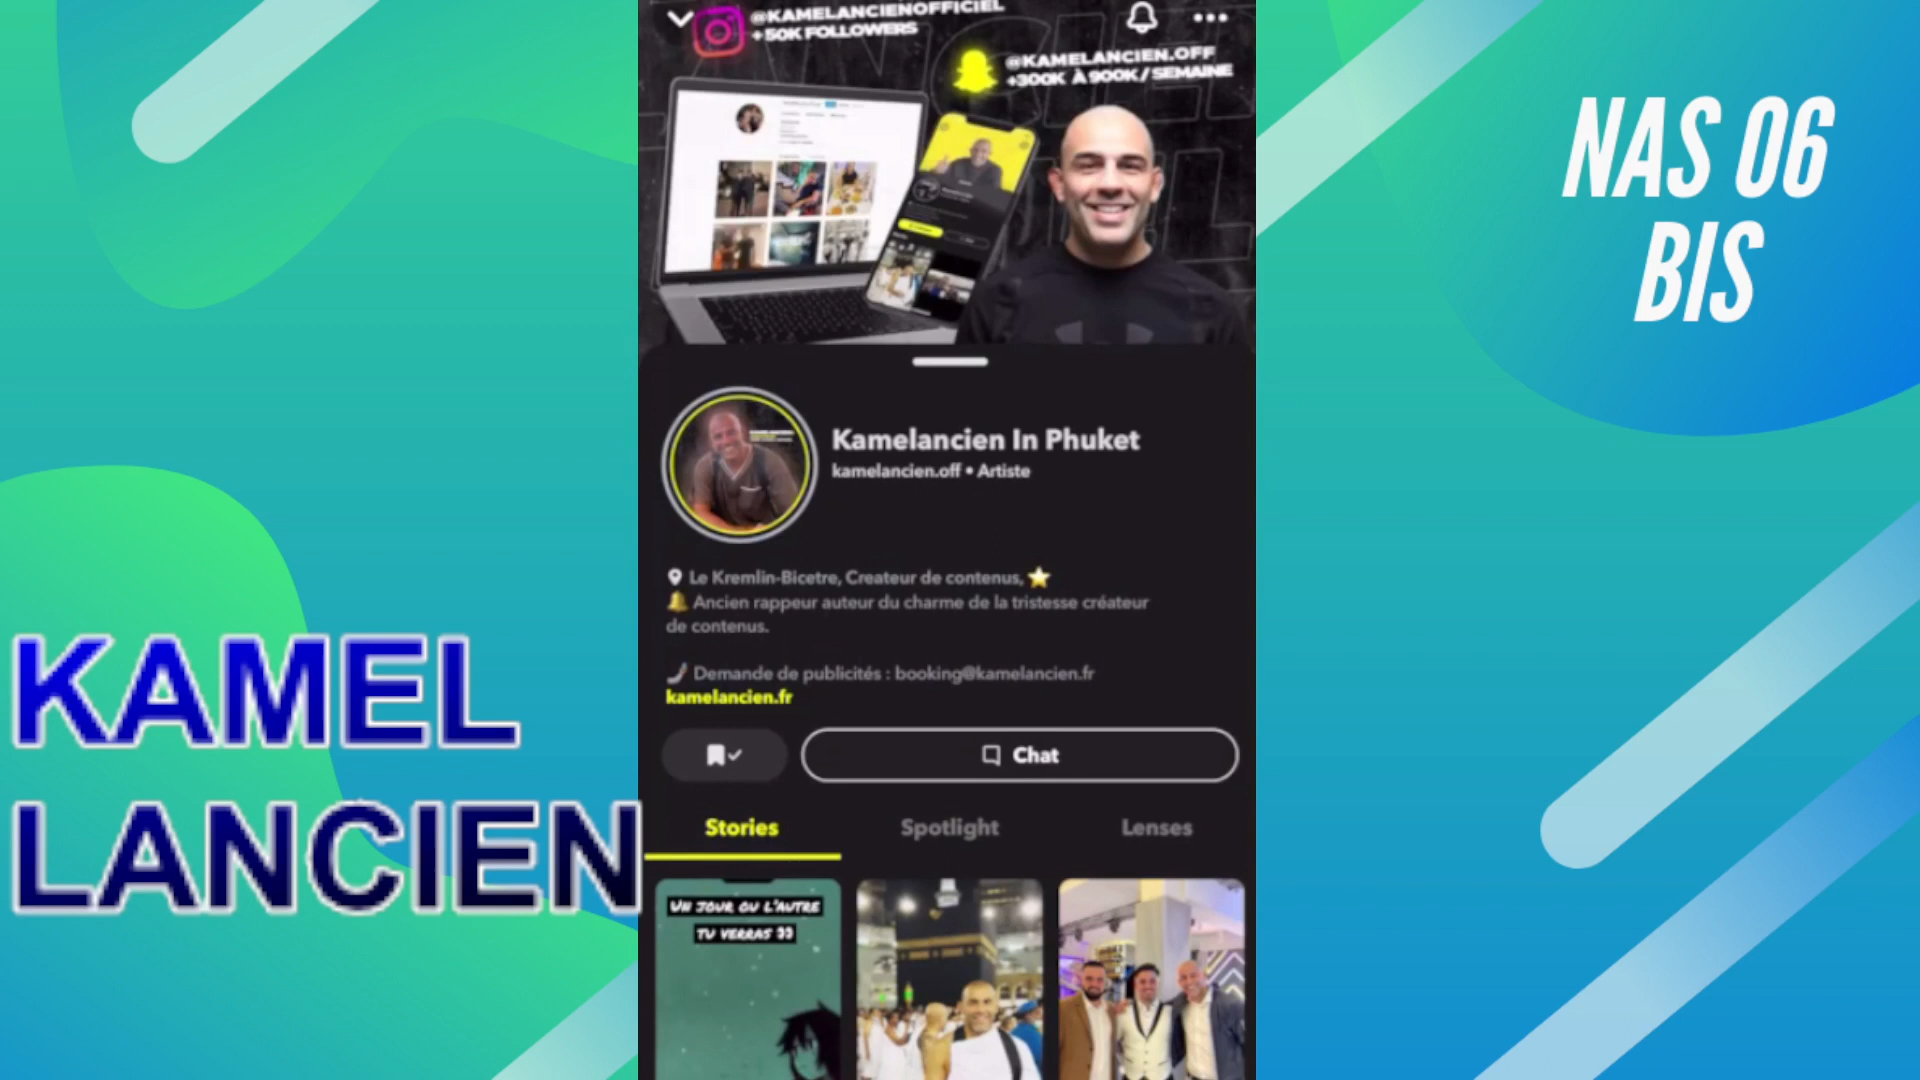 @KAMELANCIENOFFICIEL
+50K FOLLOWERS
@KAMELANCIEN.OFF
+300K À 900K / SEMAINE
NAS 06
BIS
Kamelancien In Phuket
kamelancien.off • Artiste
Le Kremlin-Bicetre, Createur de contenus,
Ancien rappeur auteur du charme de la tristesse créateur
de contenus.
Demande de publicités : booking@kamelancien.fr
kamelancien.fr
KAMEL
LANCIEN
Chat
Stories
Spotlight
Lenses
UN JOUR OU L'AUTRE
TU VERRAS